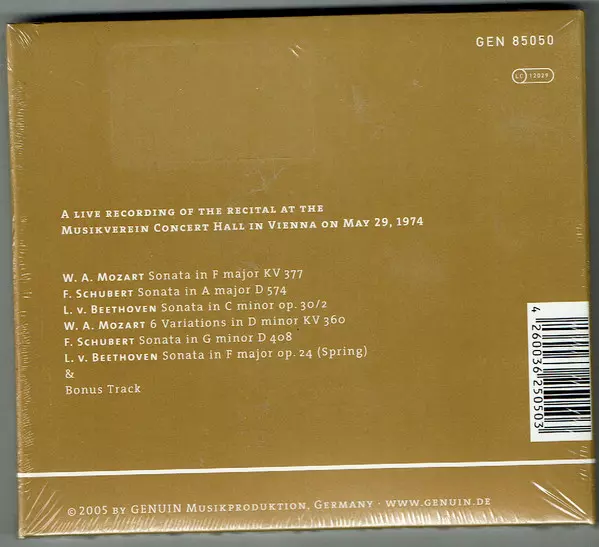 GEN 85050
LC 12029
A LIVE RECORDING OF THE RECITAL AT THE
MUSIKVEREIN CONCERT HALL IN VIENNA ON MAY 29, 1974
W. A. MOZART Sonata in F major KV 377
F. SCHUBERT Sonata in A major D 574
L. V. BEETHOVEN Sonata in C minor op. 30/2
W. A. MOZART 6 Variations in D minor KV 360
F. SCHUBERT Sonata in G minor D 408
L. V. BEETHOVEN Sonata in F major op. 24 (Spring)
&
Bonus Track
4 260036 250503
© 2005 BY GENUIN MUSIKPRODUKTION, GERMANY · WWW.GENUIN.DE